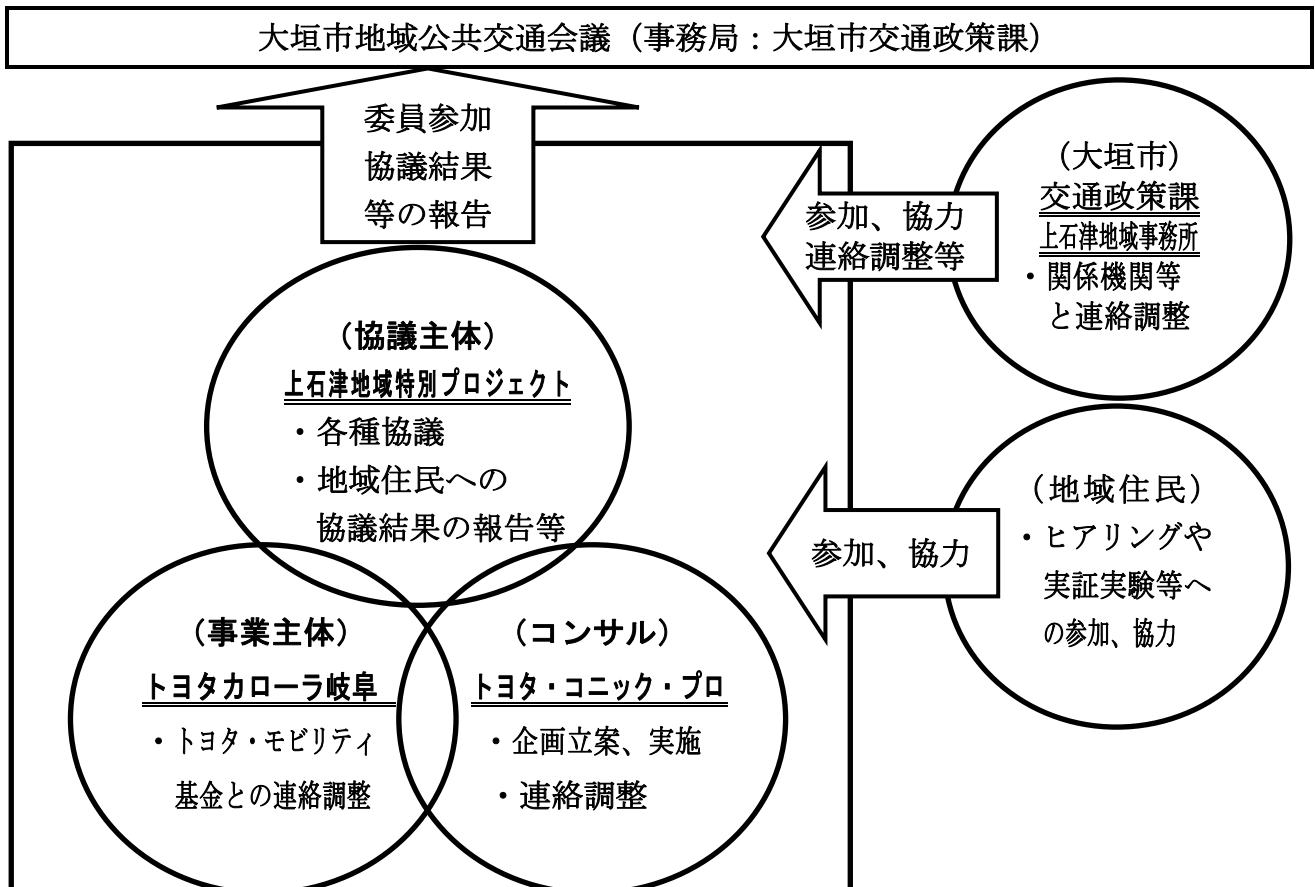 大垣市地域公共交通会議（事務局：大垣市交通政策課）
委員参加
協議結果
等の報告
（大垣市）
交通政策課
上石津地域事務所
・関係機関等
と連絡調整
参加、協力
連絡調整等
（協議主体）
上石津地域特別プロジェクト
・各種協議
・地域住民への
協議結果の報告等
（地域住民）
・ヒアリングや
実証実験等へ
の参加、協力
参加、協力
（事業主体）
トヨタカローラ岐阜
・トヨタ・モビリティ
基金との連絡調整
（コンサル）
トヨタ・コニック・プロ
・企画立案、実施
・連絡調整